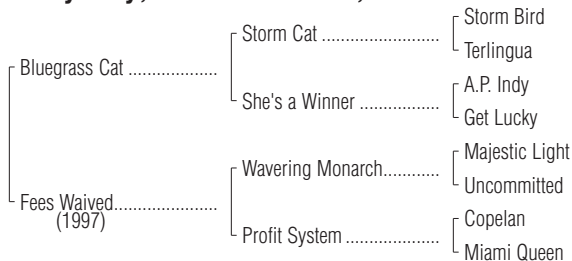 Storm Bird
Storm Cat ..........................
Terlingua
Bluegrass Cat ....................
A.P. Indy
She's a Winner ..................
Get Lucky
Majestic Light
Wavering Monarch.............
Uncommitted
Fees Waived.......................
(1997)
Copelan
Profit System .....................
Miami Queen